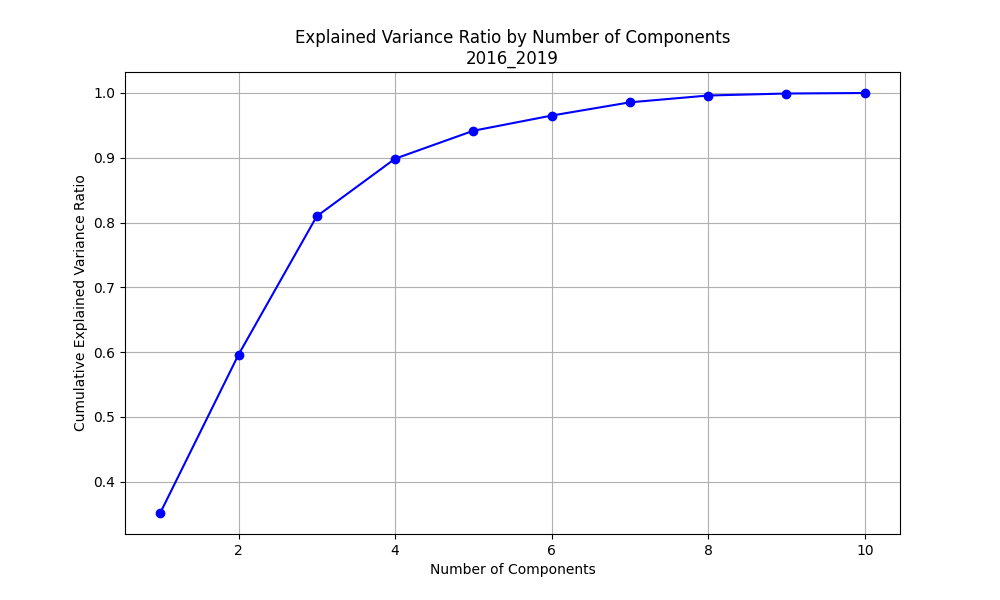 Explained Variance Ratio by Number of Components
2016_2019
Cumulative Explained Variance Ratio
1.0
0.9
0.8
0.7
0.6
0.5
0.4
2 4 6 8 10
Number of Components